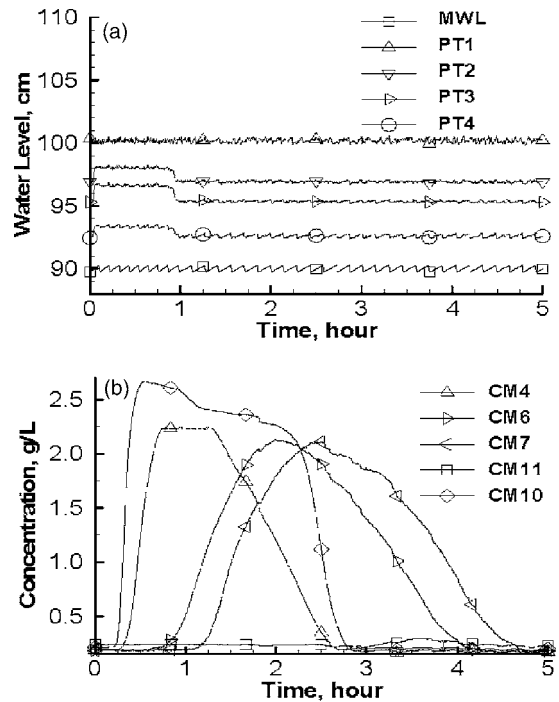 110
(a)
MWL
PT1
105
PT2
PT3
PT4
100
Water Level, cm
95
90
0 1 2 3 4 5
Time, hour
(b)
CM4
2.5
CM6
CM7
2.0
CM11
CM10
Concentration, g/L
1.5
1.0
0.5
0 1 2 3 4 5
Time, hour